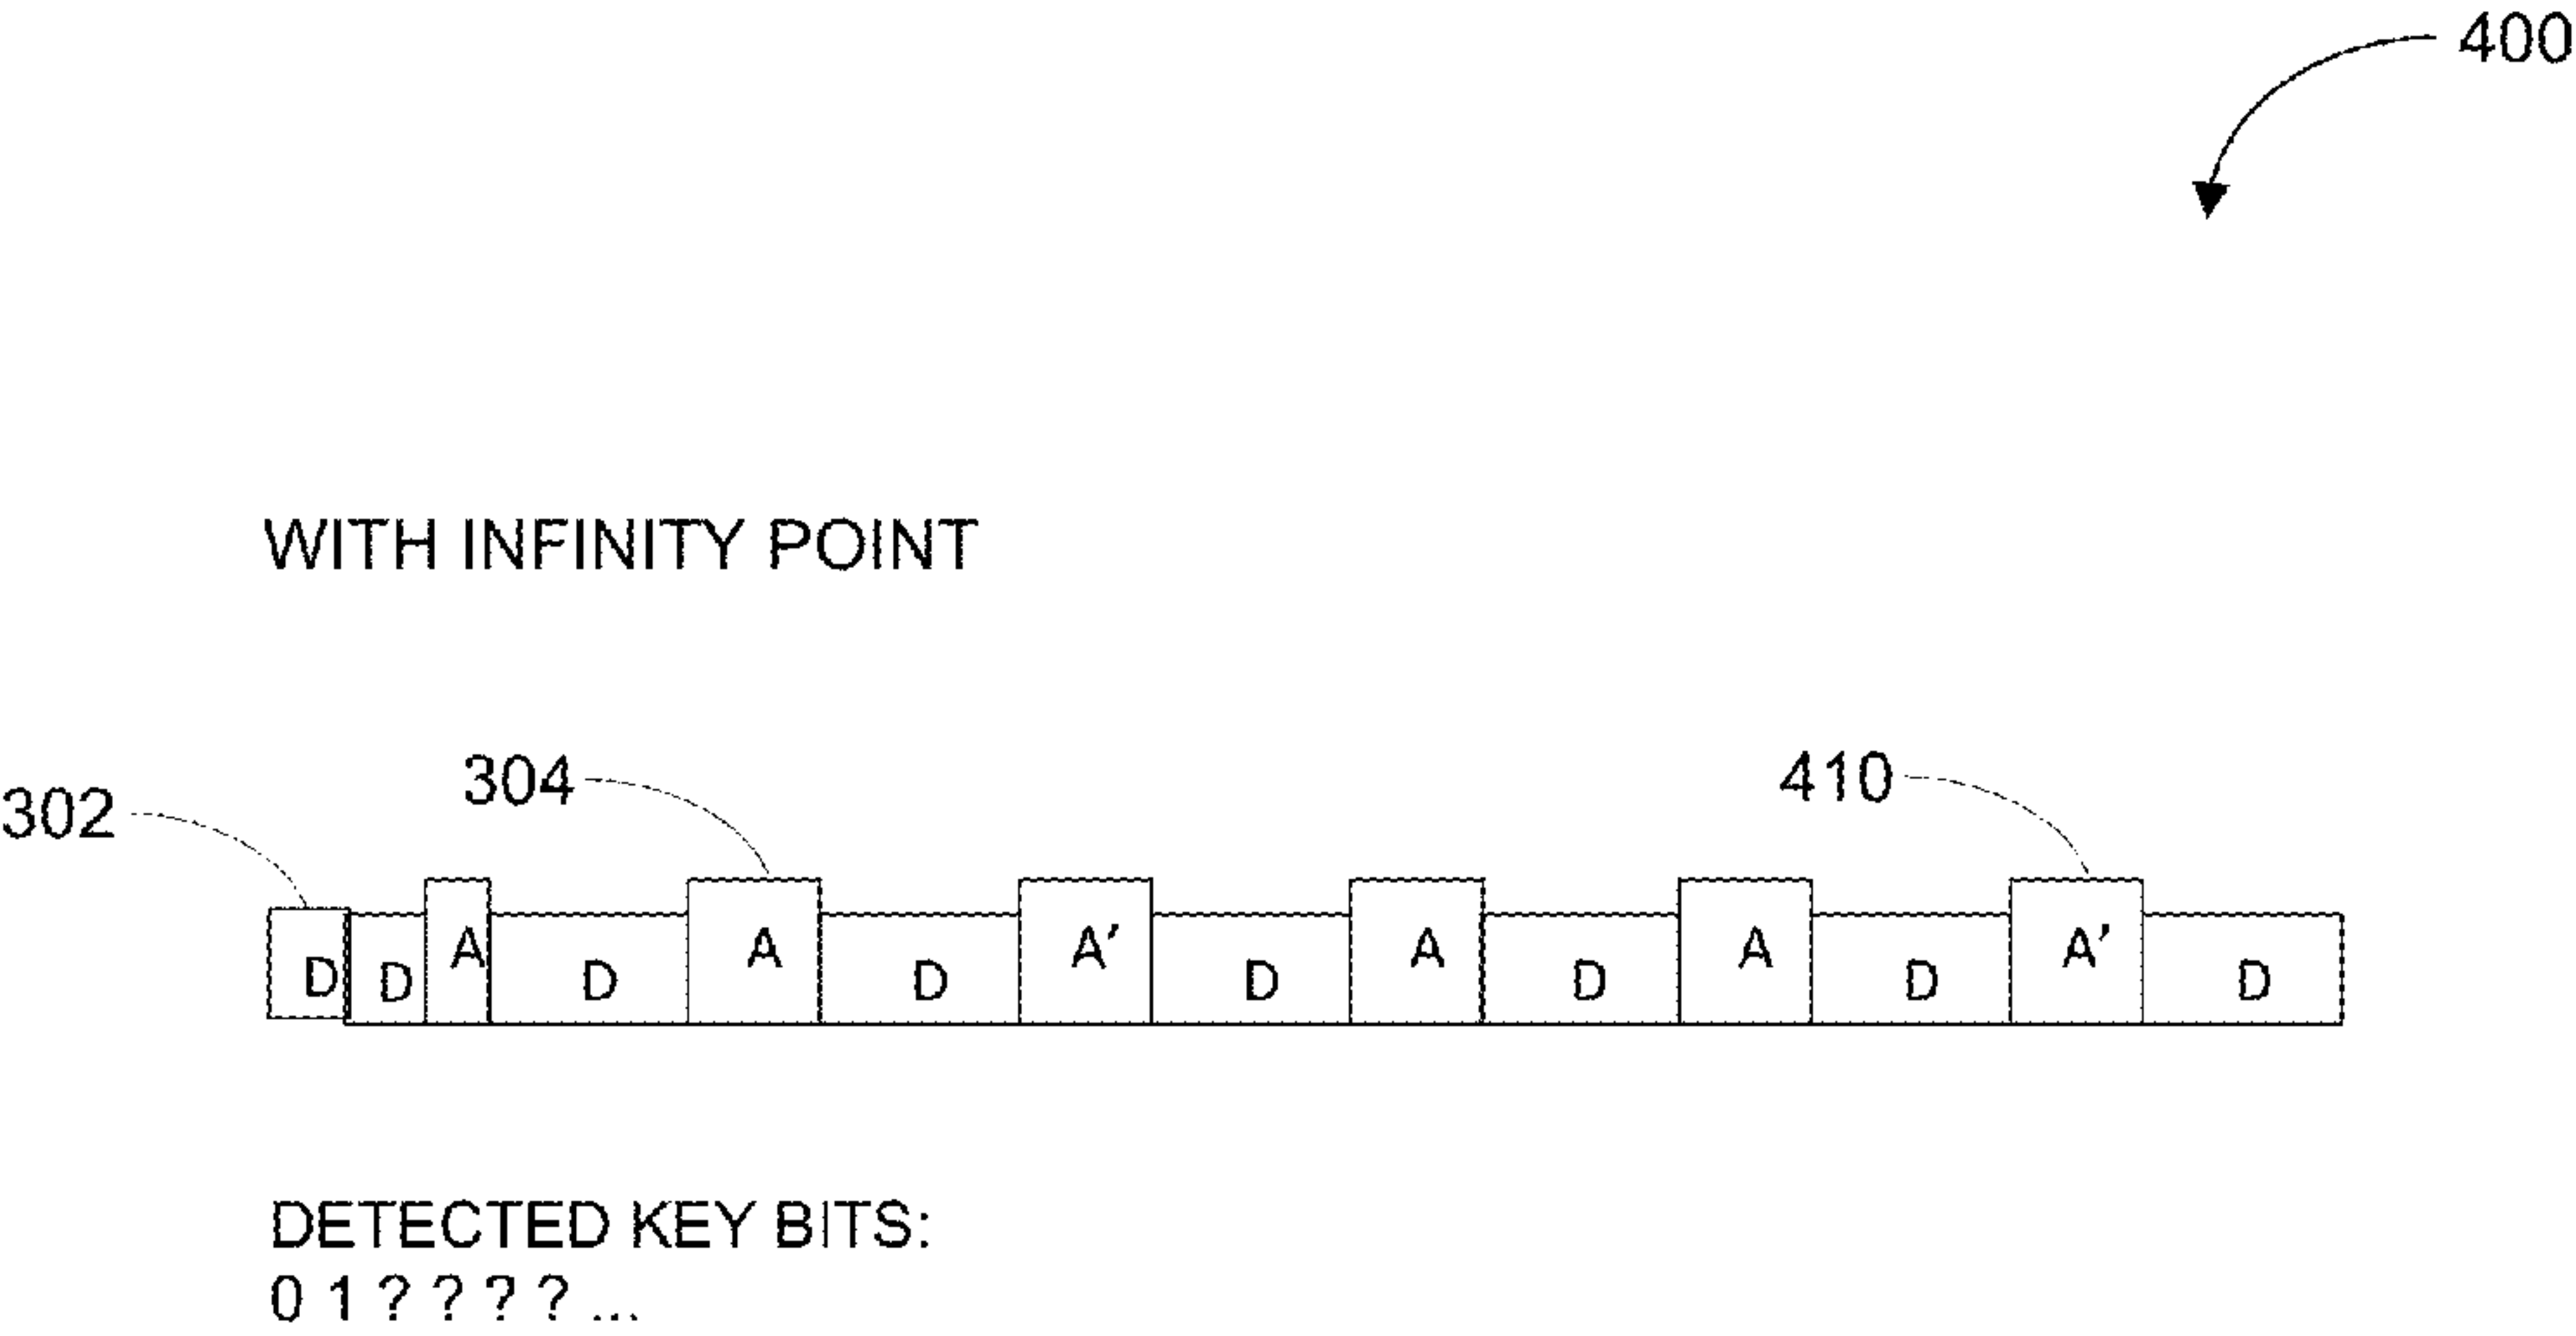 400
WITH INFINITY POINT
304
410
302
D D A D A D A' D A D A D A' D
DETECTED KEY BITS:
0 1 ? ? ? ? ...